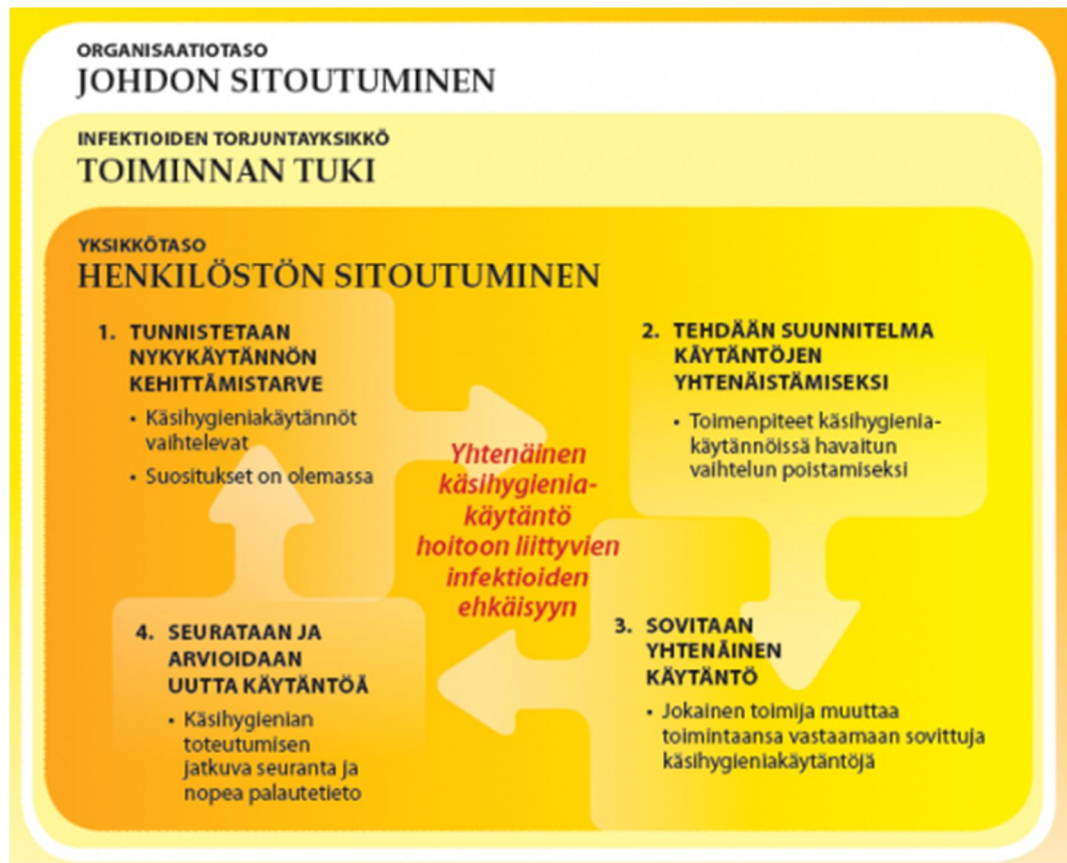 ORGANISAATIOTASO
JOHDON SITOUTUMINEN
INFEKTIOIDEN TORJUNTAYKSIKKÖ
TOIMINNAN TUKI
YKSIKKÖTASO
HENKILÖSTÖN SITOUTUMINEN
1. TUNNISTETAAN
NYKYKÄYTÄNNÖN
KEHITTÄMISTARVE
• Käsihygieniakäytännöt
vaihtelevat
• Suositukset on olemassa
2. TEHDÄÄN SUUNNITELMA
KÄYTÄNTÖJEN
YHTENÄISTÄMISEKSI
• Toimenpiteet käsihygienia-
käytännöissä havaitun
vaihtelun poistamiseksi
Yhtenäinen
käsihygienia-
käytäntö
hoitoon liittyvien
infektioiden
ehkäisyyn
3. SOVITAAN
YHTENÄINEN
KÄYTÄNTÖ
• Jokainen toimija muuttaa
toimintaansa vastaamaan sovittuja
käsihygieniakäytäntöjä
4. SEURATAAN JA
ARVIOIDAAN
UUTTA KÄYTÄNTÖÄ
• Käsihygienian
toteutumisen
jatkuva seuranta ja
nopea palautetieto